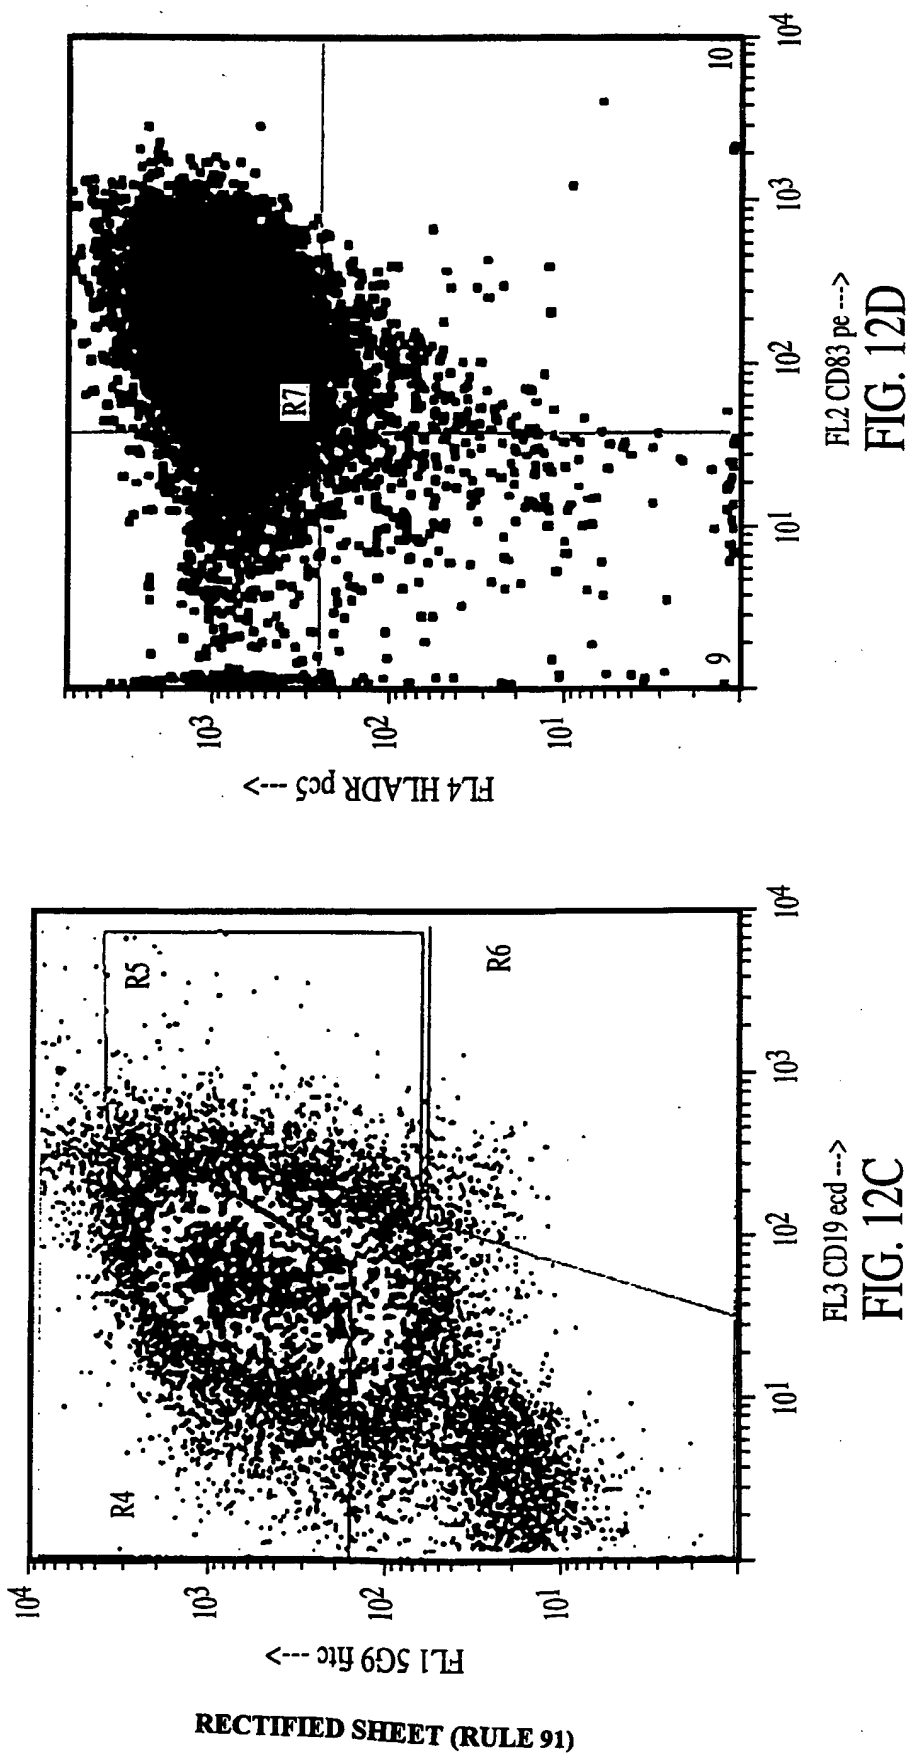 10⁴
10³
10²
10¹
FL1 5G9 fitc --->
R4
R5
R6
10¹
10²
10³
10⁴
FL3 CD19 ecd --->
FIG. 12C
10³
10²
10¹
FL4 HLADR pc5 --->
R7
9
10
10¹
10²
10³
10⁴
FL2 CD83 pe --->
FIG. 12D
RECTIFIED SHEET (RULE 91)